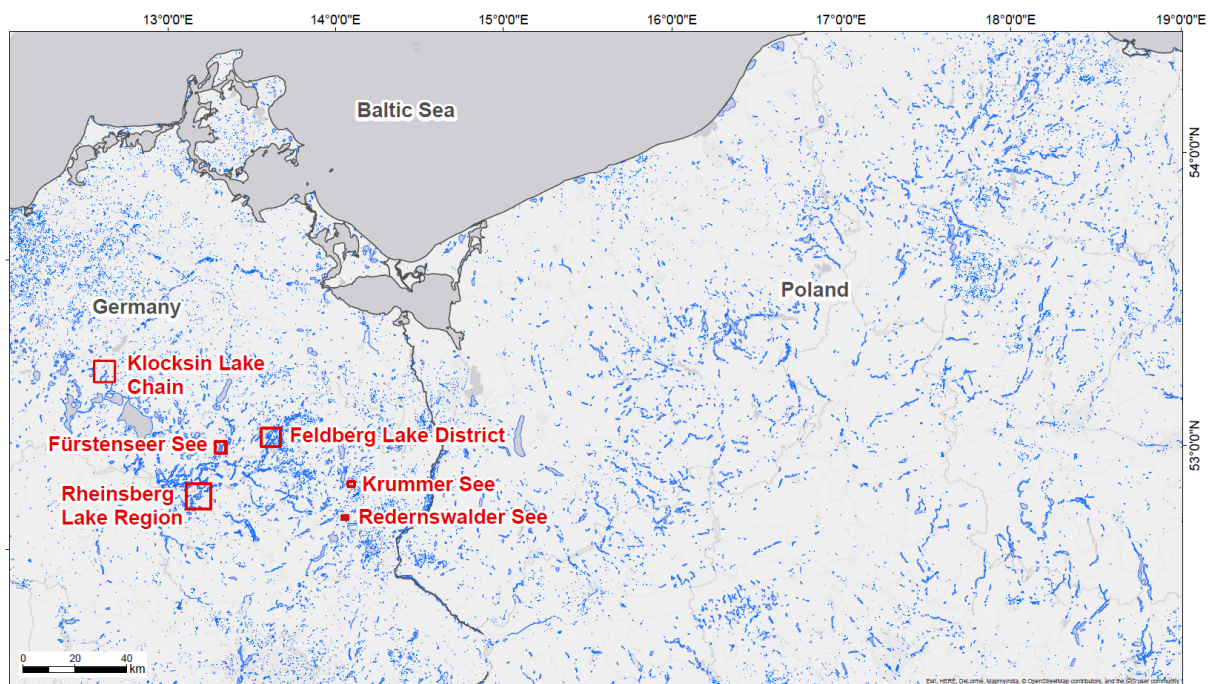 13°0'0"E
14°0'0"E
15°0'0"E
16°0'0"E
17°0'0"E
18°0'0"E
19°0'0"E
Baltic Sea
54°0'0"N
Germany
Poland
Klocksin Lake
Chain
Fürstenseer See
Feldberg Lake District
53°0'0"N
Rheinsberg
Lake Region
Krummer See
Redernswalder See
0
20
40
km
Esri, HERE, DeLorme, MapmyIndia, © OpenStreetMap contributors, and the GIS user community